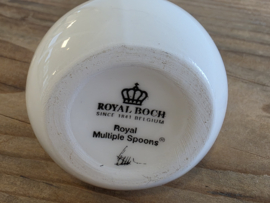 ROYAL BOCH
SINCE 1841 BELGIUM
Royal
Multiple Spoons®